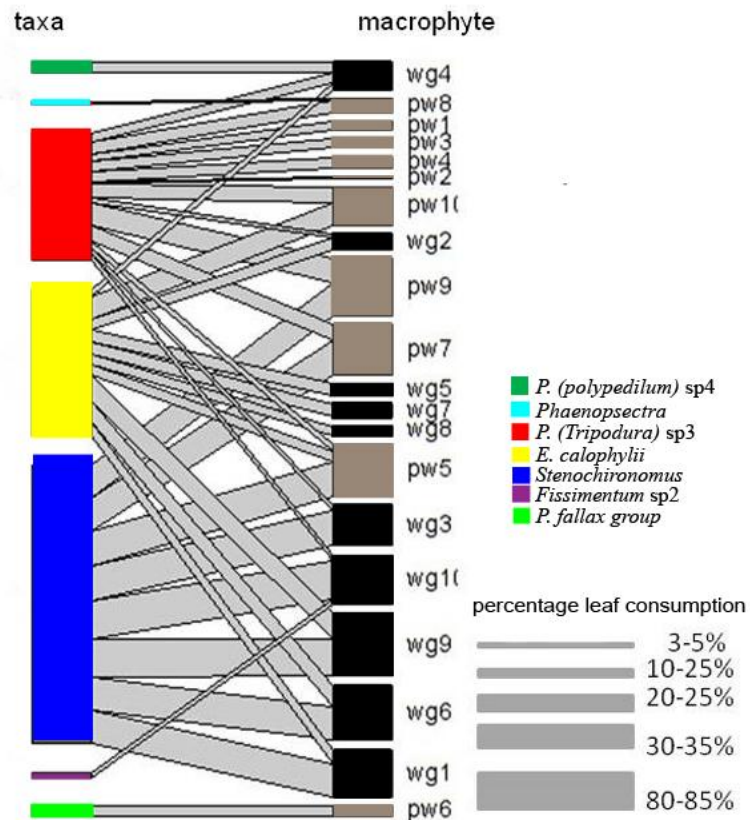 taxa
macrophyte
wg4
pw8
pw1
pw3
pw4
pw2
pw10
wg2
pw9
pw7
wg5
wg7
wg8
pw5
wg3
wg10
wg9
wg6
wg1
pw6
P. (polypedilum) sp4
Phaenopsectra
P. (Tripodura) sp3
E. calophylii
Stenochironomus
Fissimentum sp2
P. fallax group
percentage leaf consumption
3-5%
10-25%
20-25%
30-35%
80-85%